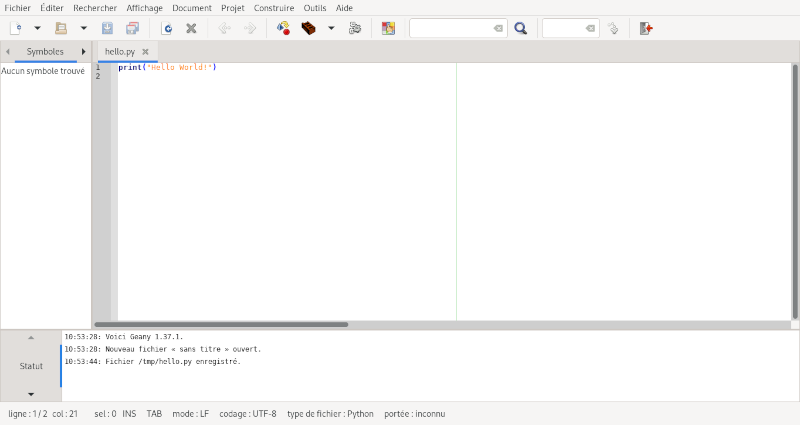 Fichier Éditer Rechercher Affichage Document Projet Construire Outils Aide
Symboles hello.py
Aucun symbole trouvé
1 print("Hello World!")
2
10:53:28: Voici Geany 1.37.1.
10:53:28: Nouveau fichier « sans titre » ouvert.
Statut
10:53:44: Fichier /tmp/hello.py enregistré.
ligne : 1 / 2 col : 21 sel : 0 INS TAB mode : LF codage : UTF-8 type de fichier : Python portée : inconnu